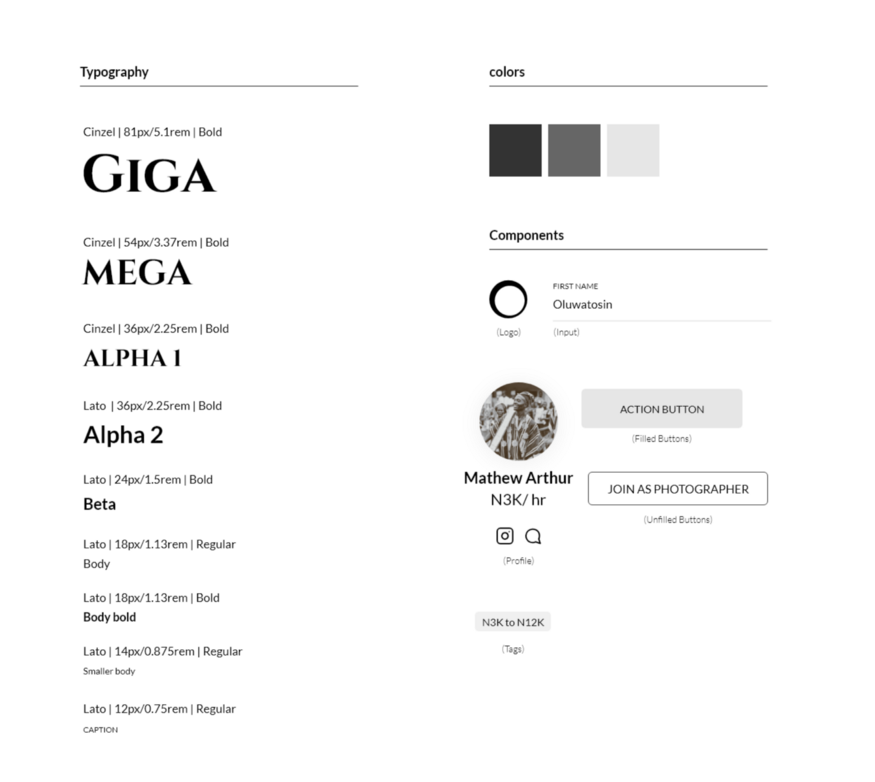 Typography
Cinzel | 81px/5.1rem | Bold
GIGA
Cinzel | 54px/3.37rem | Bold
MEGA
Cinzel | 36px/2.25rem | Bold
ALPHA 1
Lato | 36px/2.25rem | Bold
Alpha 2
Lato | 24px/1.5rem | Bold
Beta
Lato | 18px/1.13rem | Regular
Body
Lato | 18px/1.13rem | Bold
Body bold
Lato | 14px/0.875rem | Regular
Smaller body
Lato | 12px/0.75rem | Regular
CAPTION
colors
Components
FIRST NAME
Oluwatosin
(Logo)
(Input)
ACTION BUTTON
(Filled Buttons)
Mathew Arthur
N3K/ hr
JOIN AS PHOTOGRAPHER
(Unfilled Buttons)
(Profile)
N3K to N12K
(Tags)